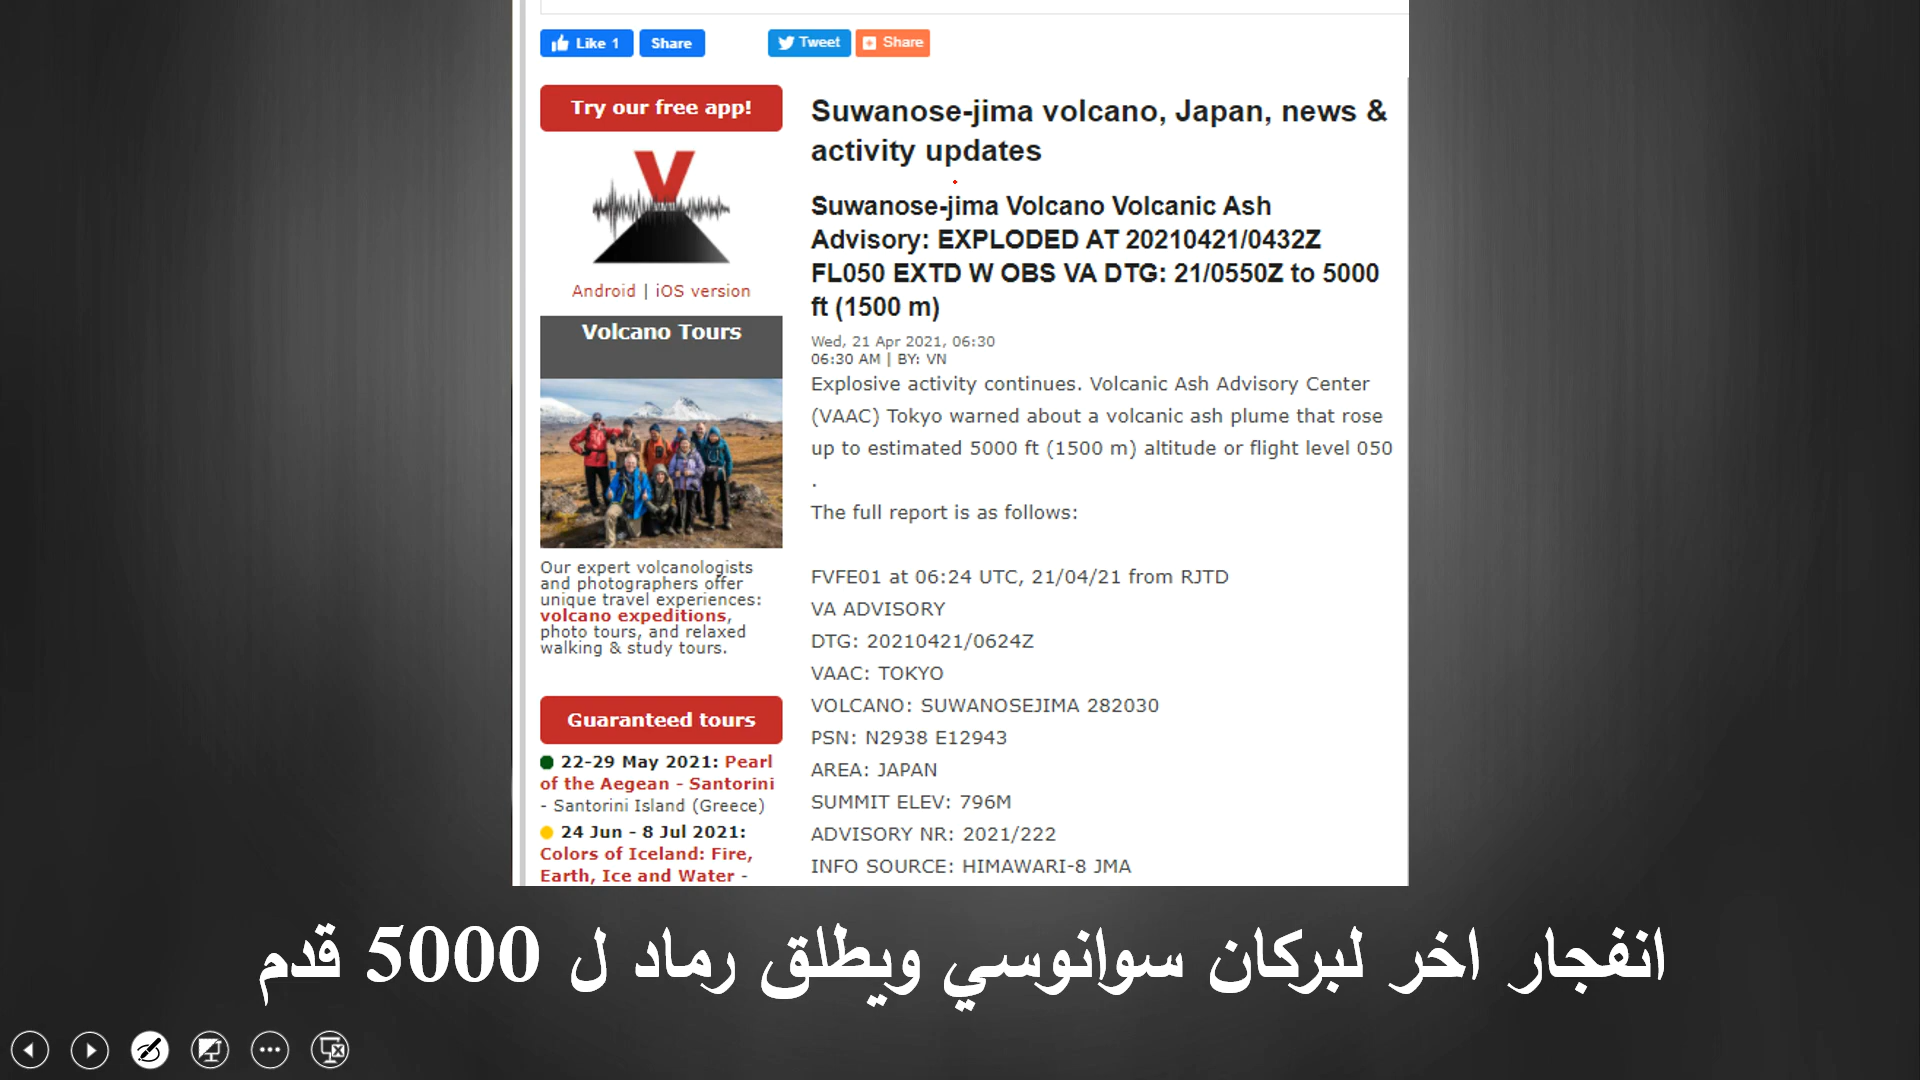 Like 1
Share
Tweet
Share
Try our free app!
Android | iOS version
Volcano Tours
Our expert volcanologists
and photographers offer
unique travel experiences:
volcano expeditions,
photo tours, and relaxed
walking & study tours.
Guaranteed tours
22-29 May 2021: Pearl
of the Aegean - Santorini
- Santorini Island (Greece)
24 Jun - 8 Jul 2021:
Colors of Iceland: Fire,
Earth, Ice and Water -
Suwanose-jima volcano, Japan, news &
activity updates
Suwanose-jima Volcano Volcanic Ash
Advisory: EXPLODED AT 20210421/0432Z
FL050 EXTD W OBS VA DTG: 21/0550Z to 5000
ft (1500 m)
Wed, 21 Apr 2021, 06:30
06:30 AM | BY: VN
Explosive activity continues. Volcanic Ash Advisory Center
(VAAC) Tokyo warned about a volcanic ash plume that rose
up to estimated 5000 ft (1500 m) altitude or flight level 050
.
The full report is as follows:
FVFE01 at 06:24 UTC, 21/04/21 from RJTD
VA ADVISORY
DTG: 20210421/0624Z
VAAC: TOKYO
VOLCANO: SUWANOSEJIMA 282030
PSN: N2938 E12943
AREA: JAPAN
SUMMIT ELEV: 796M
ADVISORY NR: 2021/222
INFO SOURCE: HIMAWARI-8 JMA
انفجار اخر لبركان سوانوسي ويطلق رماد ل 5000 قدم